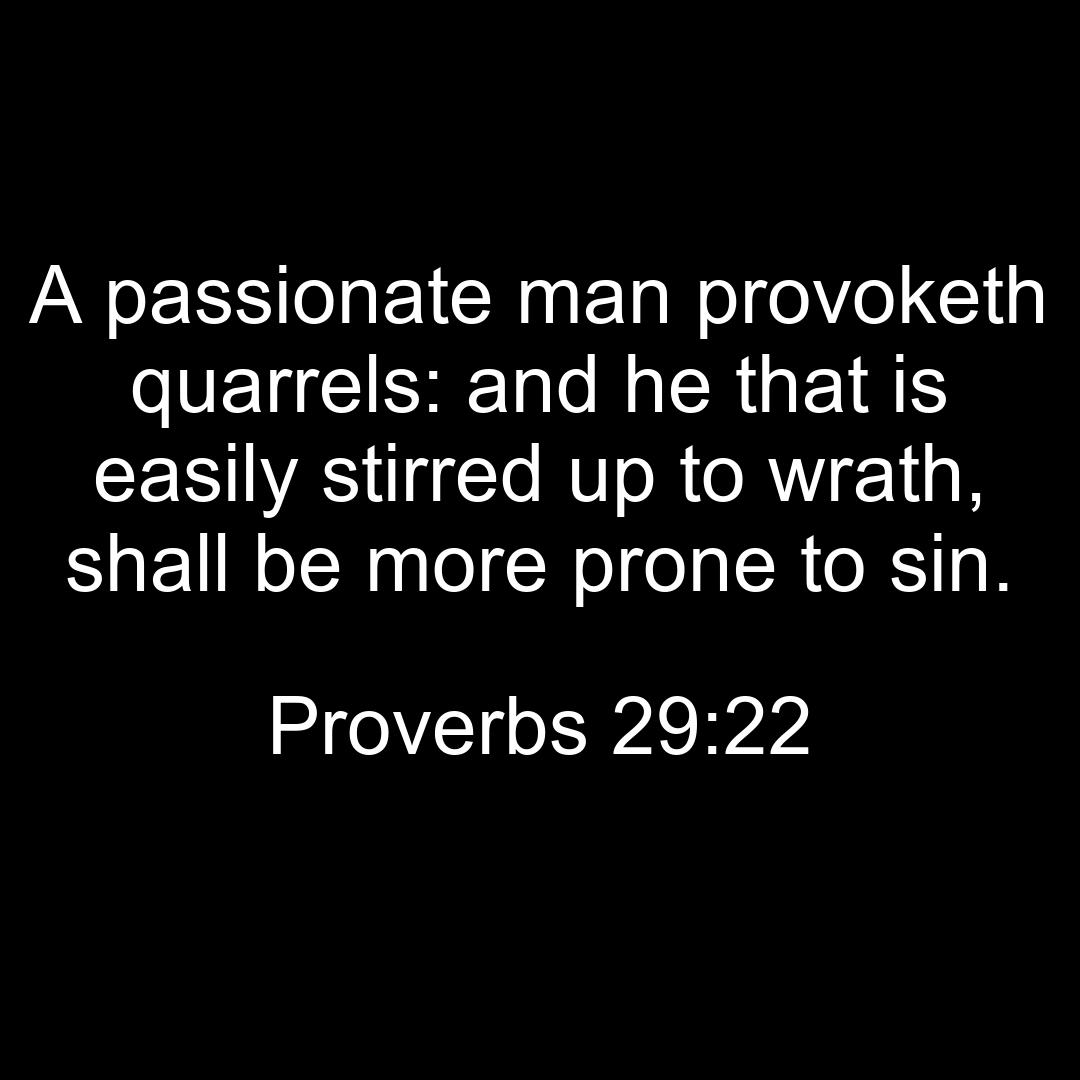 A passionate man provoketh
quarrels: and he that is
easily stirred up to wrath,
shall be more prone to sin.
Proverbs 29:22